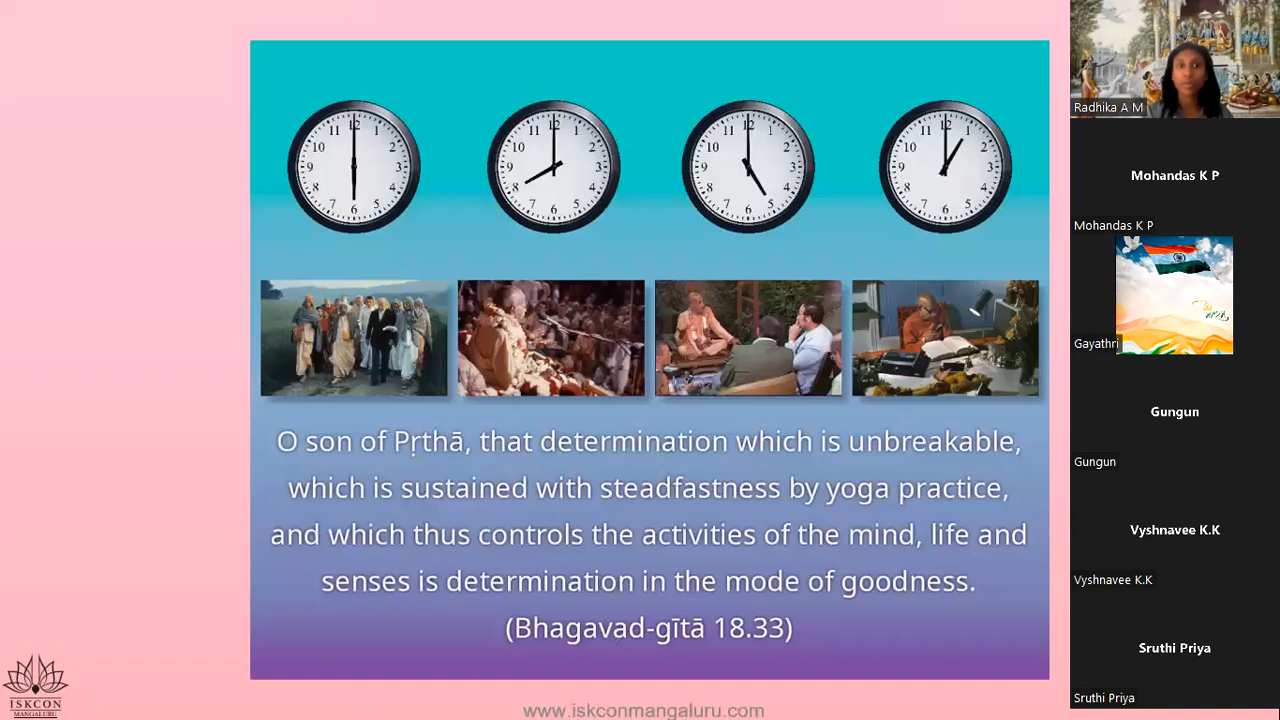 O son of Pṛthā, that determination which is unbreakable,
which is sustained with steadfastness by yoga practice,
and which thus controls the activities of the mind, life and
senses is determination in the mode of goodness.
(Bhagavad-gītā 18.33)
ISKCON
MANGALURU
www.iskconmangaluru.com
Radhika A M
Mohandas K P
Mohandas K P
Gayathri
Gungun
Gungun
Vyshnavee K.K
Vyshnavee K.K
Sruthi Priya
Sruthi Priya